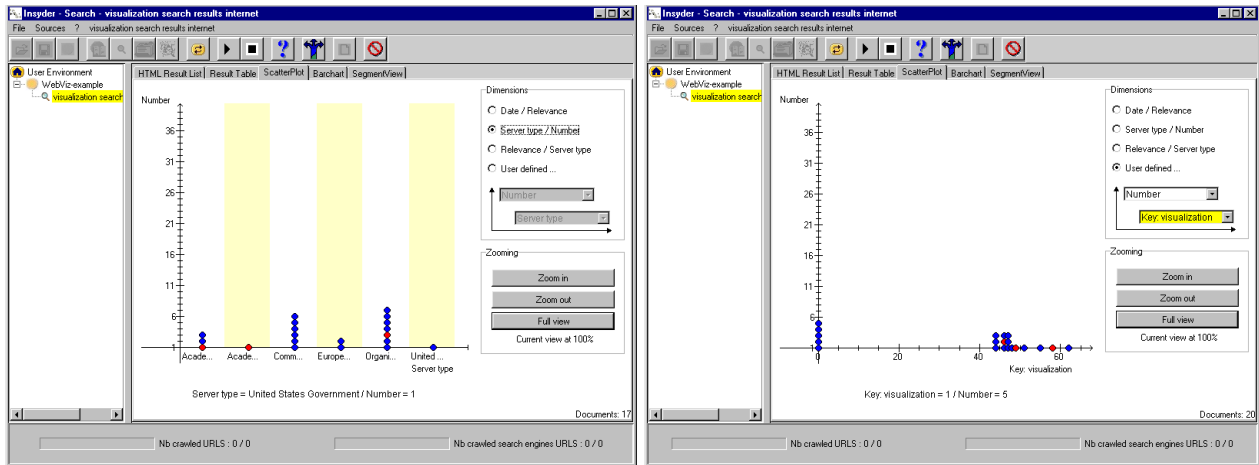 Insyder - Search - visualization search results internet
File Sources ? visualization search results internet
User Environment
WebViz-example
visualization search
HTML Result List Result Table ScatterPlot Barchart SegmentView
Number
36
31
26
21
16
11
6
1
Acade... Acade... Comm... Europe... Organi... United ...
Server type
Server type = United States Government / Number = 1
Dimensions
Date / Relevance
Server type / Number
Relevance / Server type
User defined ...
Number
Server type
Zooming
Zoom in
Zoom out
Full view
Current view at 100%
Documents: 17
Nb crawled URLS : 0 / 0 Nb crawled search engines URLS : 0 / 0
Insyder - Search - visualization search results internet
File Sources ? visualization search results internet
User Environment
WebViz-example
visualization search
HTML Result List Result Table ScatterPlot Barchart SegmentView
Number
36
31
26
21
16
11
6
1
0 20 40 60
Key: visualization
Key: visualization = 1 / Number = 5
Dimensions
Date / Relevance
Server type / Number
Relevance / Server type
User defined ...
Number
Key: visualization
Zooming
Zoom in
Zoom out
Full view
Current view at 100%
Documents: 20
Nb crawled URLS : 0 / 0 Nb crawled search engines URLS : 0 / 0